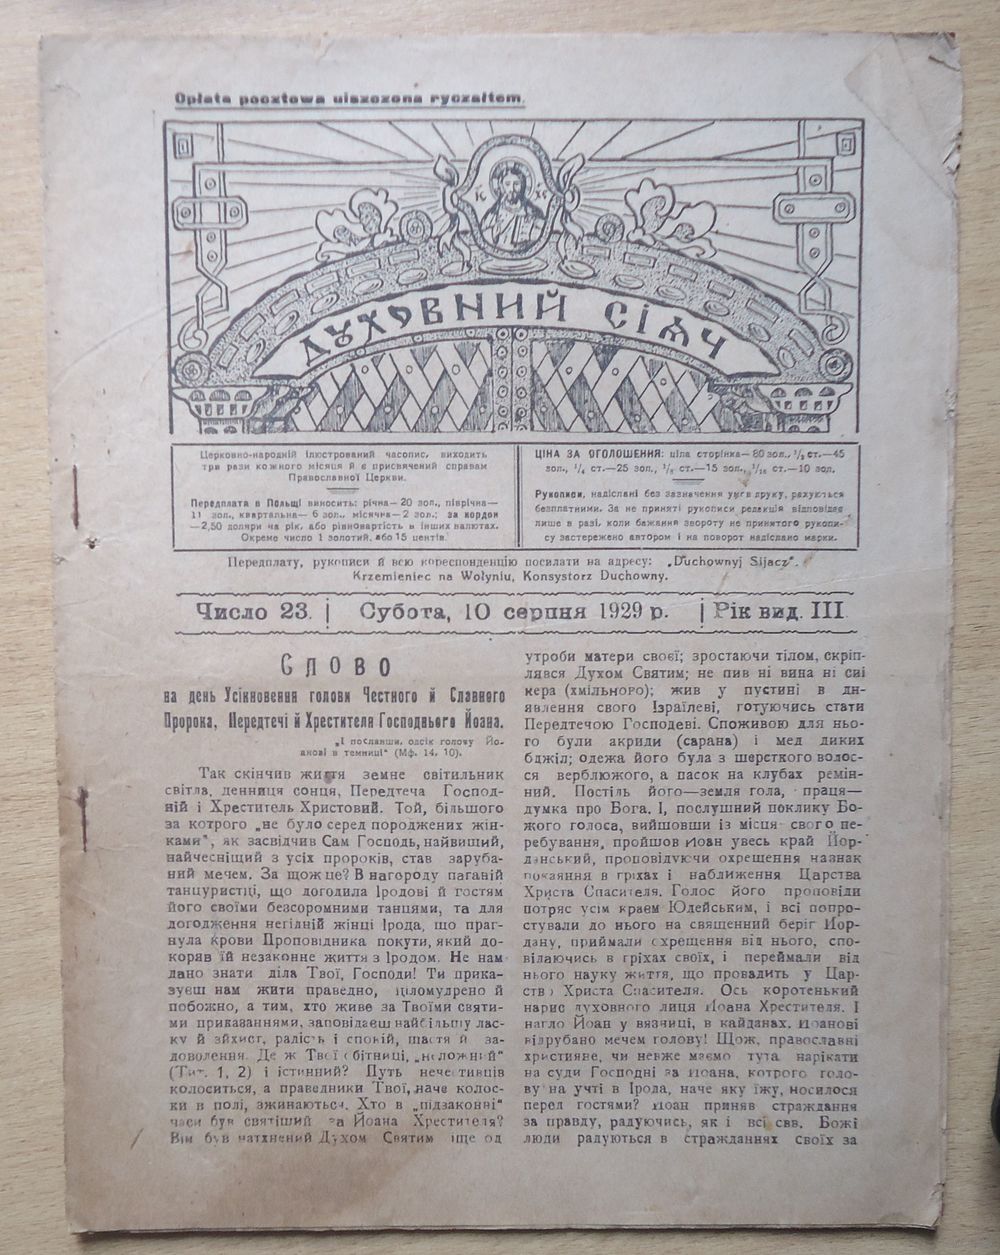 Opłata pocztowa uiszczona ryczałtem.
ІС ХС
ДУХОВНИЙ СІЯЧ
Церковно-народній ілюстрований часопис, виходить
три рази кожного місяця й є присвячений справам
Православної Церкви.
Передплата в Польщі виносить: річна— 20 зол., піврічна—
11 зол., квартальна— 6 зол., місячна— 2 зол.; за кордон
—2,50 доляри на рік, або рівновартість в інших валютах.
Окреме число 1 золотий, або 15 центів.
ЦІНА ЗА ОГОЛОШЕННЯ: ціла сторінка— 80 зол., ½ ст.—45
зол., ¼ ст.—25 зол., ⅛ ст.—15 зол., 1/16 ст.—10 зол.
Рукописи, надіслані без зазначення умов друку, рахуються
безплатними. За не приняті рукописи редакція відповідає
лише в разі, коли бажання звороту не принятого рукопи-
су застережено автором і на поворот надіслано марки.
Передплату, рукописи й всю кореспонденцію посилати на адресу: „Duchownyj Sijacz".
Krzemieniec na Wołyniu, Konsystorz Duchowny.
Число 23. | Субота, 10 серпня 1929 р. | Рік вид. III.
СЛОВО
на день Усікновення голови Честного й Славного
Пророка, Передтечі й Хрестителя Господнього Йоана.
„І пославши, одсік голову Йо-
анові в темниці" (Мф. 14, 10).
Так скінчив життя земне світильник
світла, денниця сонця, Передтеча Господ-
ній і Хреститель Христовий. Той, більшого
за котрого „не було серед породжених жін-
ками", як засвідчив Сам Господь, найвищий,
найчесніщий з усіх пророків, став заруба-
ний мечем. За що ж це? В нагороду паганій
танцуристці, що догодила Іродові й гостям
його своїми безсоромними танцями, та для
догодження негідній жінці Ірода, що праг-
нула крови Проповідника покути, який до-
коряв їй незаконне життя з Іродом. Не нам
дано знати діла Твої, Господи! Ти прика-
зуєш нам жити праведно, ціломудрено й
побожно, а тим, хто живе за Твоїми святи-
ми приказаннями, заповідаєш найбільшу лас-
ку й захист, радість і спокій, щастя й за-
доволення. Де ж Твої обітниці, „неложний"
(Тит. 1, 2) і істинний? Путь нечестивців
колоситься, а праведники Твої, наче колос-
ки в полі, зжинаються. Хто в „підзаконні"
часи був святіший за Йоана Хрестителя?
Він був натхнений Духом Святим іще од
утроби матери своєї; зростаючи тілом, скріп-
лявся Духом Святим; не пив ні вина ні сиі
кера (хмільного); жив у пустині в дн-
явлення свого Ізраїлеві, готуючись стати
Передтечою Господеві. Споживою для ньо-
го були акриди (сарана) і мед диких
бджіл; одежа його була з шерсткого волос-
ся верблюжого, а пасок на клубах ремін-
ний. Постіль його—земля гола, праця—
думка про Бога. І, послушний поклику Бо-
жого голоса, вийшовши із місця свого пе-
ребування, пройшов Йоан увесь край Йор-
данський, проповідуючи охрещення назнак
покаяння в гріхах і наближення Царства
Христа Спасителя. Голос його проповіди
потряс усім краєм Юдейським, і всі попро-
стували до нього на священний беріг Йор-
дану, приймали охрещення від нього, спо-
відаючись в гріхах своїх, і переймали від
нього науку життя, що провадить у Цар-
ство Христа Спасителя. Ось коротенький
нарис духовного лиця Йоана Хрестителя. І
нагло Йоан у вязниці, в кайданах. Йоанові
відрубано мечем голову! Щож, православні
християне, чи невже маємо тута нарікати
на суди Господні за Йоана, котрого голо-
ву на учті в Ірода, наче яку їжу, носилося
перед гостями? Йоан приняв страждання
за правду, радуючись, як і всі свв. Божі
люди радуються в стражданнях своїх за